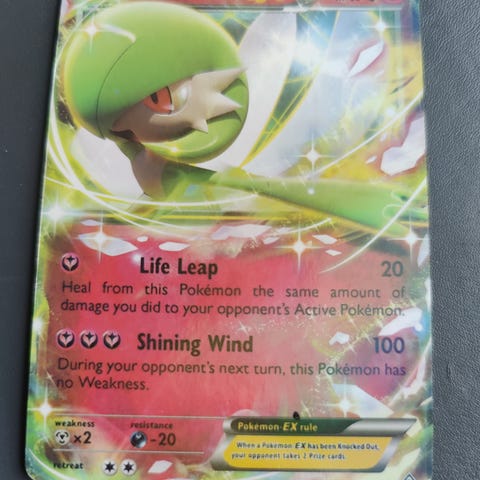 Life Leap 20
Heal from this Pokémon the same amount of
damage you did to your opponent's Active Pokémon.
Shining Wind 100
During your opponent's next turn, this Pokémon has
no Weakness.
weakness
×2
resistance
-20
retreat
Pokémon-EX rule
When a Pokémon-EX has been Knocked Out,
your opponent takes 2 Prize cards.